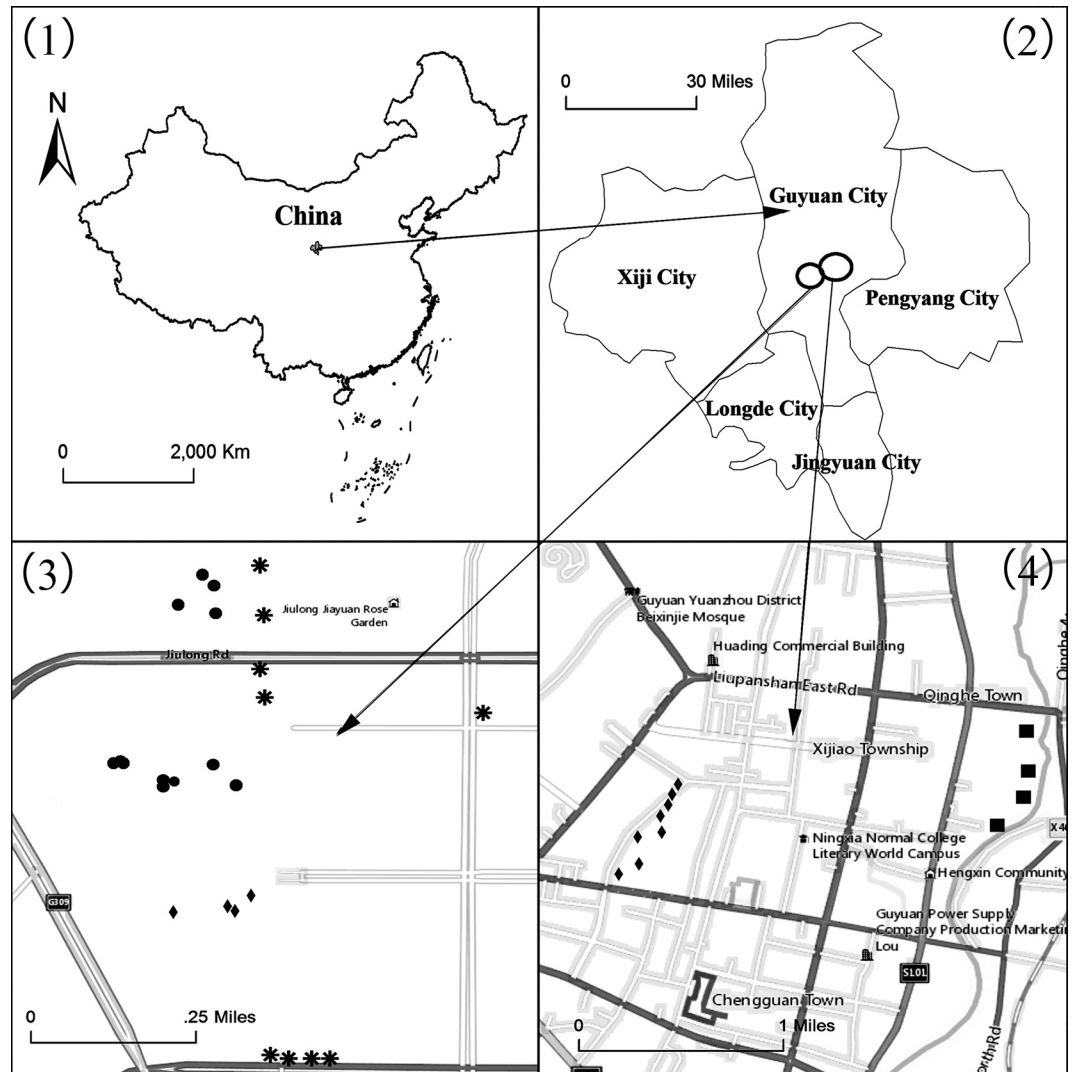 (1)
N
China
0
2,000 Km
(2)
0
30 Miles
Guyuan City
Xiji City
Pengyang City
Longde City
Jingyuan City
(3)
Jiulong Jiayuan Rose
Garden
Jiulong Rd
G309
0
.25 Miles
(4)
Guyuan Yuanzhou District
Beixinjie Mosque
Huading Commercial Building
Liupanshan East Rd
Qinghe Town
Xijiao Township
Ningxia Normal College
Literary World Campus
Hengxin Community
Guyuan Power Supply
Company Production Marketin
Lou
S101
Chengguan Town
0
1 Miles